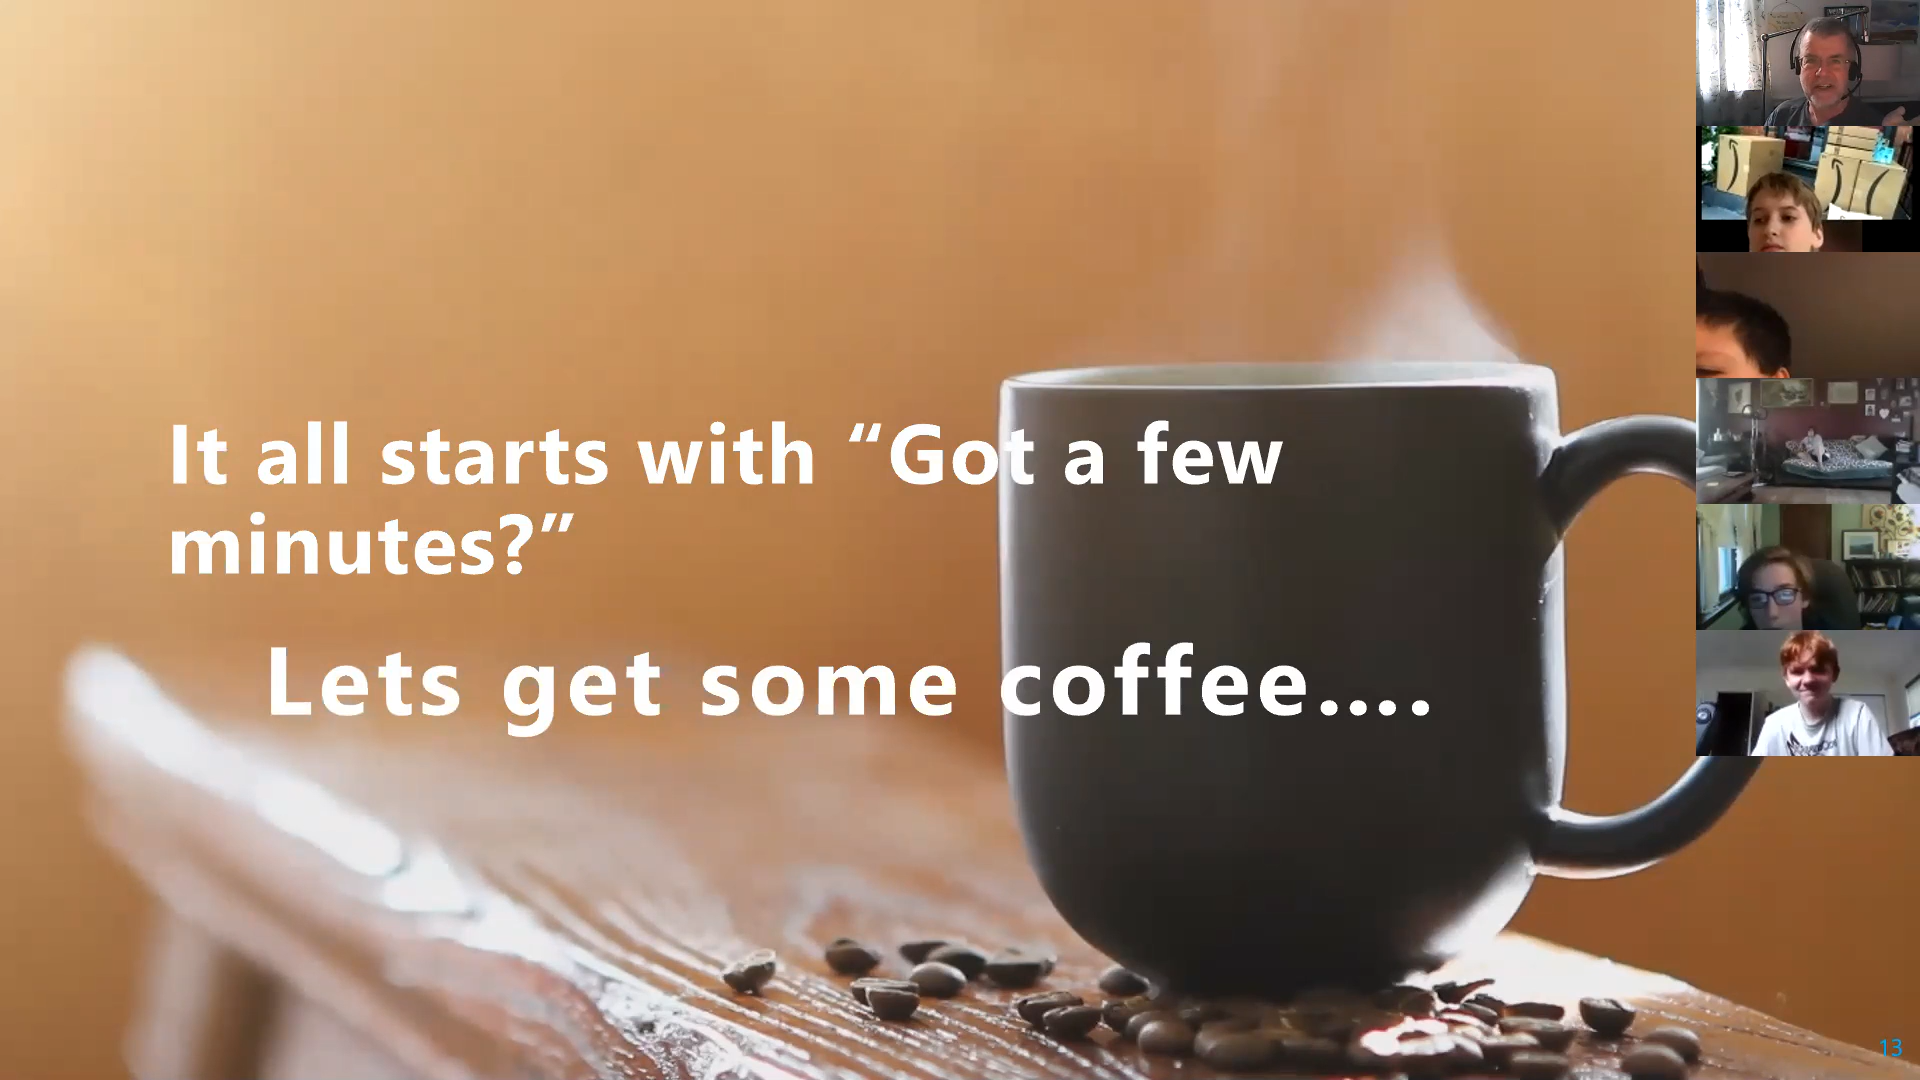 It all starts with “Got a few
minutes?”
Lets get some coffee....
13